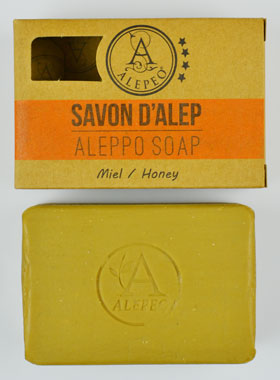 A
ALEPEO
SAVON D'ALEP
ALEPPO SOAP
Miel / Honey
A
ALEPEO